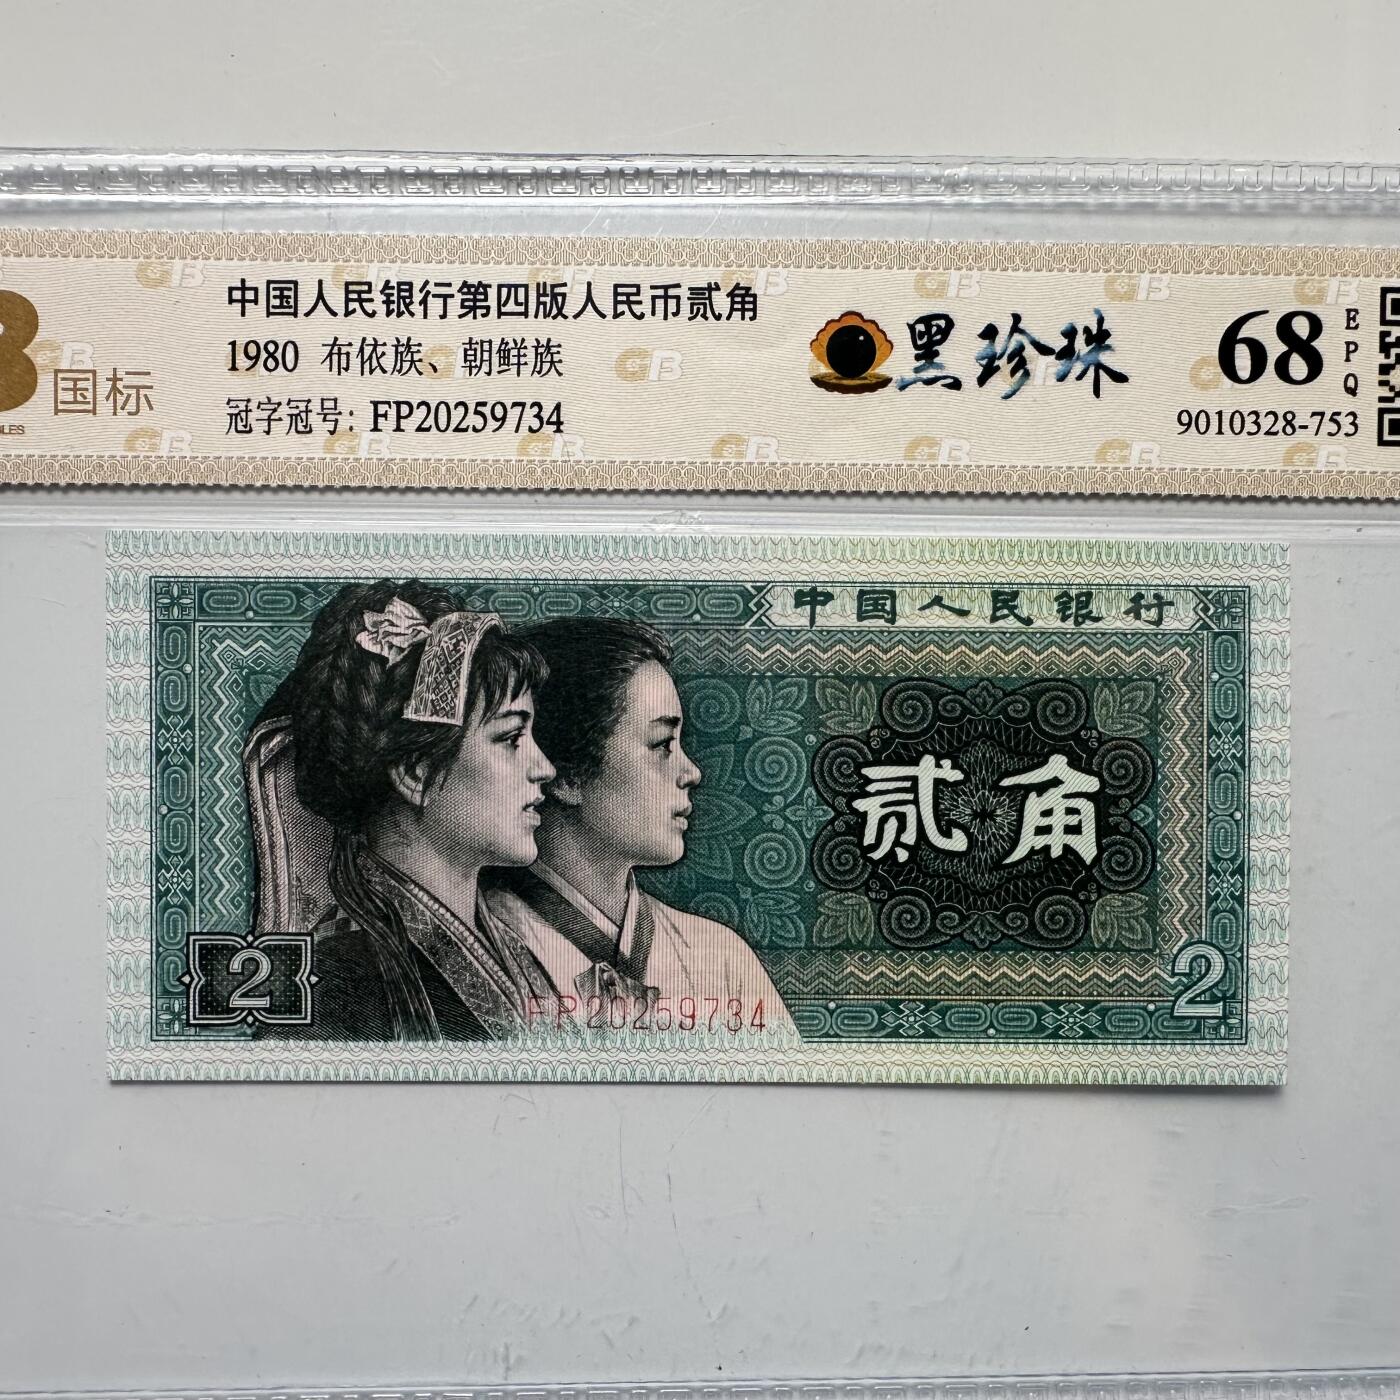 中国人民银行第四版人民币贰角
1980 布依族、朝鲜族
冠字冠号: FP20259734
国标
黑珍珠
68
EPQ
9010328-753
中国人民银行
贰角
2
2
FP20259734